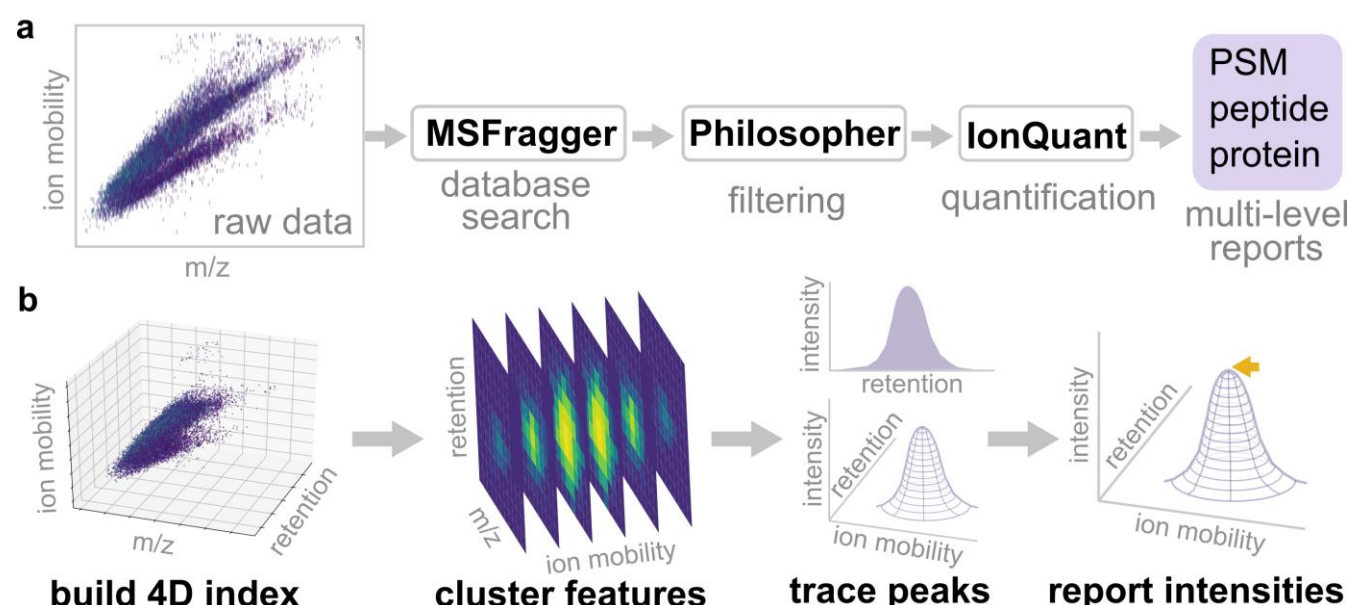 a
ion mobility
raw data
m/z
MSFragger
database
search
Philosopher
filtering
IonQuant
quantification
PSM
peptide
protein
multi-level
reports
b
ion mobility
m/z
retention
build 4D index
retention
m/z
ion mobility
cluster features
intensity
retention
intensity
retention
ion mobility
trace peaks
intensity
retention
ion mobility
report intensities